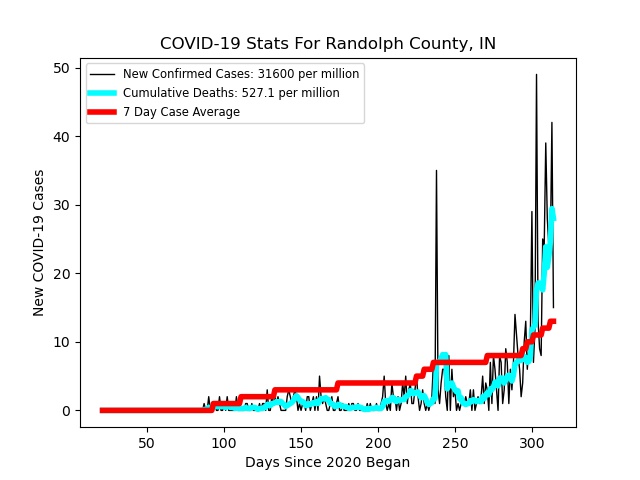 COVID-19 Stats For Randolph County, IN
New Confirmed Cases: 31600 per million
Cumulative Deaths: 527.1 per million
7 Day Case Average
New COVID-19 Cases
50
40
30
20
10
0
50
100
150
200
250
300
Days Since 2020 Began